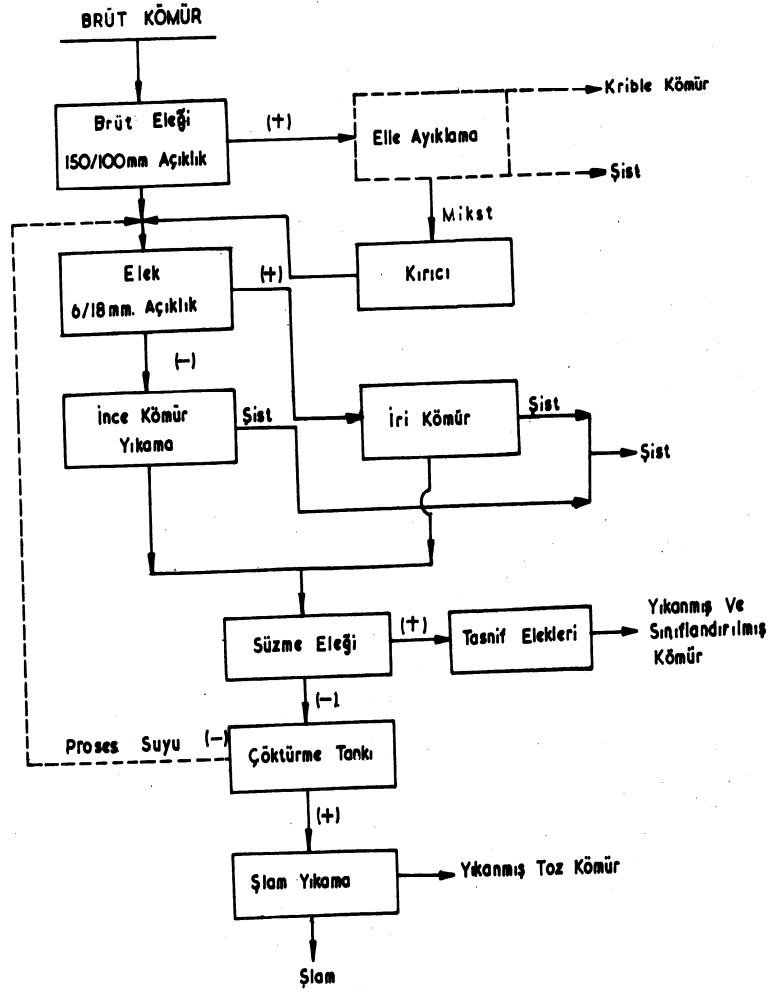 BRÜT KÖMÜR
Brüt Eleği
150/100mm Açıklık
(+)
Elle Ayıklama
Krible Kömür
Şist
Mikst
Elek
6/18mm. Açıklık
(+)
Kırıcı
(-)
İnce Kömür
Yıkama
Şist
İri Kömür
Şist
Şist
Süzme Eleği
(+)
Tasnif Elekleri
Yıkanmış Ve
Sınıflandırılmış
Kömür
(-)
Proses Suyu (-)
Çöktürme Tankı
(+)
Şlam Yıkama
Yıkanmış Toz Kömür
Şlam